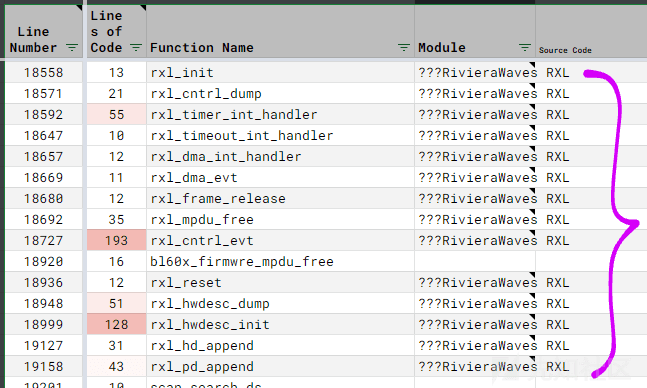 Line Number Lines of Code Function Name Module Source Code
18558 13 rxl_init ???RivieraWaves RXL
18571 21 rxl_cntrl_dump ???RivieraWaves RXL
18592 55 rxl_timer_int_handler ???RivieraWaves RXL
18647 10 rxl_timeout_int_handler ???RivieraWaves RXL
18657 12 rxl_dma_int_handler ???RivieraWaves RXL
18669 11 rxl_dma_evt ???RivieraWaves RXL
18680 12 rxl_frame_release ???RivieraWaves RXL
18692 35 rxl_mpdu_free ???RivieraWaves RXL
18727 193 rxl_cntrl_evt ???RivieraWaves RXL
18920 16 bl60x_firmwre_mpdu_free
18936 12 rxl_reset ???RivieraWaves RXL
18948 51 rxl_hwdesc_dump ???RivieraWaves RXL
18999 128 rxl_hwdesc_init ???RivieraWaves RXL
19127 31 rxl_hd_append ???RivieraWaves RXL
19158 43 rxl_pd_append ???RivieraWaves RXL
19201 10 scan_search_ds